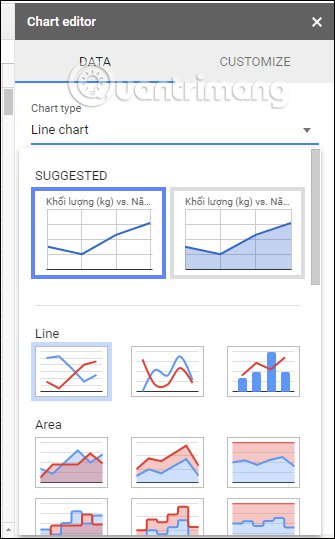 Chart editor
DATA
CUSTOMIZE
Quantrimang
Chart type
Line chart
SUGGESTED
Khối lượng (kg) vs. Nă...
Khối lượng (kg) vs. Nă...
Line
Area